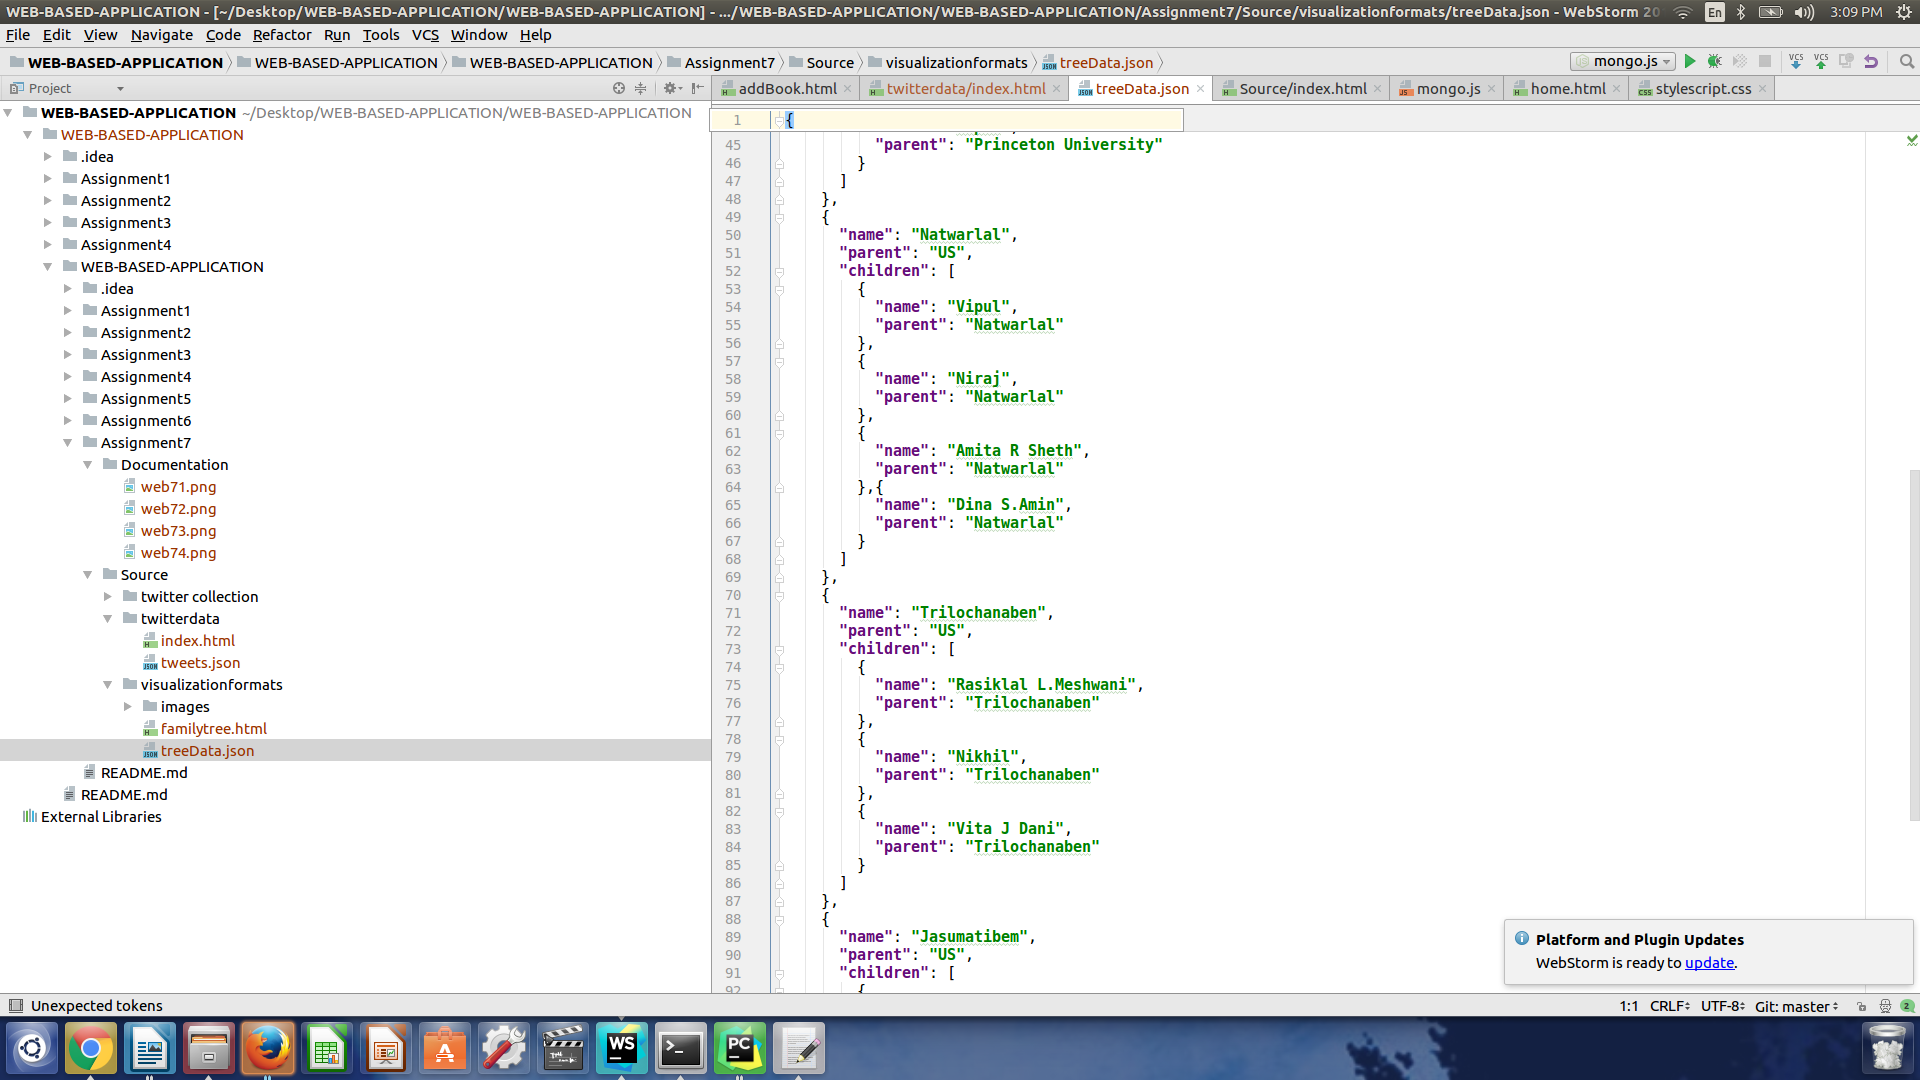 WEB-BASED-APPLICATION - [~/Desktop/WEB-BASED-APPLICATION/WEB-BASED-APPLICATION] - .../WEB-BASED-APPLICATION/WEB-BASED-APPLICATION/Assignment7/Source/visualizationformats/treeData.json - WebStorm 20 En 3:09 PM
File Edit View Navigate Code Refactor Run Tools VCS Window Help
WEB-BASED-APPLICATION WEB-BASED-APPLICATION WEB-BASED-APPLICATION Assignment7 Source visualizationformats treeData.json mongo.js VCS VCS
Project addBook.html twitterdata/index.html treeData.json Source/index.html mongo.js home.html stylescript.css
WEB-BASED-APPLICATION ~/Desktop/WEB-BASED-APPLICATION/WEB-BASED-APPLICATION
WEB-BASED-APPLICATION
.idea
Assignment1
Assignment2
Assignment3
Assignment4
WEB-BASED-APPLICATION
.idea
Assignment1
Assignment2
Assignment3
Assignment4
Assignment5
Assignment6
Assignment7
Documentation
web71.png
web72.png
web73.png
web74.png
Source
twitter collection
twitterdata
index.html
tweets.json
visualizationformats
images
familytree.html
treeData.json
README.md
README.md
External Libraries
1 {
45 "parent": "Princeton University"
46 }
47 ]
48 },
49 {
50 "name": "Natwarlal",
51 "parent": "US",
52 "children": [
53 {
54 "name": "Vipul",
55 "parent": "Natwarlal"
56 },
57 {
58 "name": "Niraj",
59 "parent": "Natwarlal"
60 },
61 {
62 "name": "Amita R Sheth",
63 "parent": "Natwarlal"
64 },{
65 "name": "Dina S.Amin",
66 "parent": "Natwarlal"
67 }
68 ]
69 },
70 {
71 "name": "Trilochanaben",
72 "parent": "US",
73 "children": [
74 {
75 "name": "Rasiklal L.Meshwani",
76 "parent": "Trilochanaben"
77 },
78 {
79 "name": "Nikhil",
80 "parent": "Trilochanaben"
81 },
82 {
83 "name": "Vita J Dani",
84 "parent": "Trilochanaben"
85 }
86 ]
87 },
88 {
89 "name": "Jasumatibem",
90 "parent": "US",
91 "children": [
92 {
Platform and Plugin Updates
WebStorm is ready to update.
Unexpected tokens 1:1 CRLF UTF-8 Git: master 2
WS PC